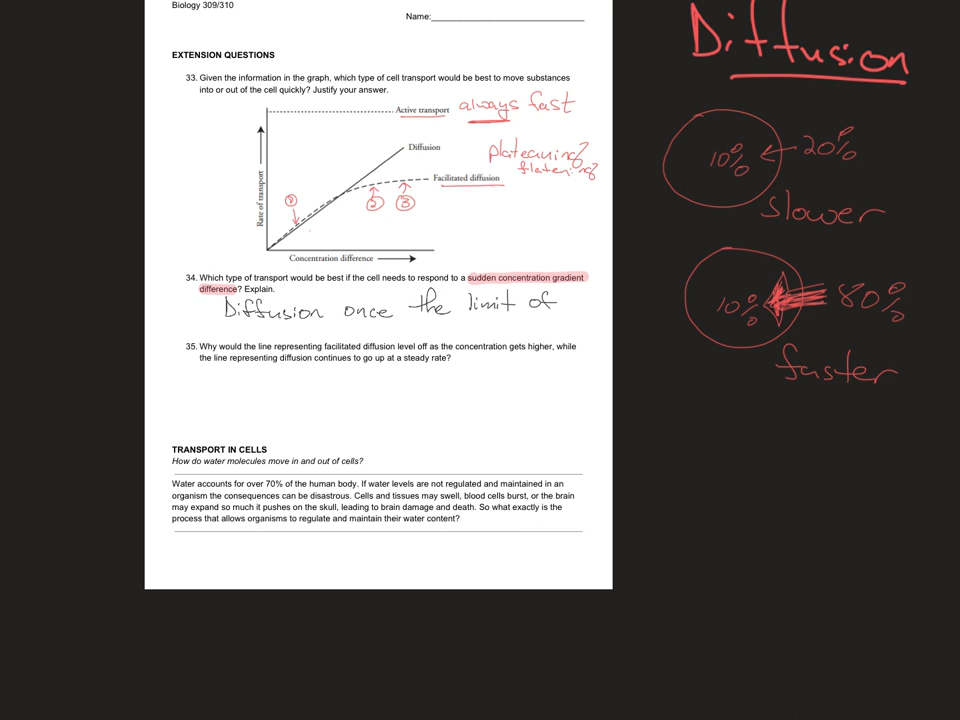 Biology 309/310
Name:
EXTENSION QUESTIONS
33. Given the information in the graph, which type of cell transport would be best to move substances
into or out of the cell quickly? Justify your answer.
Active transport
always fast
Diffusion
plateauing
flatening
Facilitated diffusion
①
②
③
Rate of transport
Concentration difference
34. Which type of transport would be best if the cell needs to respond to a sudden concentration gradient
difference? Explain.
Diffusion once the limit of
35. Why would the line representing facilitated diffusion level off as the concentration gets higher, while
the line representing diffusion continues to go up at a steady rate?
TRANSPORT IN CELLS
How do water molecules move in and out of cells?
Water accounts for over 70% of the human body. If water levels are not regulated and maintained in an
organism the consequences can be disastrous. Cells and tissues may swell, blood cells burst, or the brain
may expand so much it pushes on the skull, leading to brain damage and death. So what exactly is the
process that allows organisms to regulate and maintain their water content?
Diffusion
10% 20%
slower
10% 80%
faster